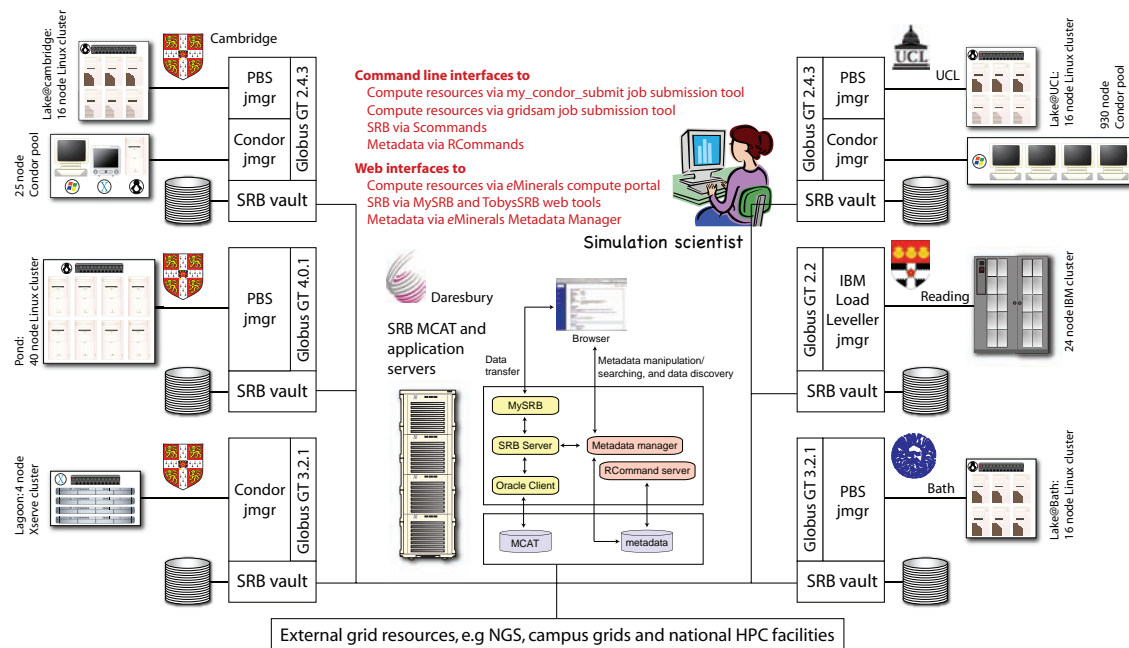 Lake@cambridge:
16 node Linux cluster
Cambridge
PBS
jmgr
Condor
jmgr
Globus GT 2.4.3
SRB vault
25 node
Condor pool
Command line interfaces to
Compute resources via my_condor_submit job submission tool
Compute resources via gridsam job submission tool
SRB via Scommands
Metadata via RCommands
Web interfaces to
Compute resources via eMinerals compute portal
SRB via MySRB and TobysSRB web tools
Metadata via eMinerals Metadata Manager
Simulation scientist
Globus GT 2.4.3
PBS
jmgr
Condor
jmgr
SRB vault
UCL
UCL
Lake@UCL:
16 node Linux cluster
930 node
Condor pool
Pond:
40 node Linux cluster
PBS
jmgr
Globus GT 4.0.1
SRB vault
Daresbury
SRB MCAT and
application
servers
Browser
Data
transfer
Metadata manipulation/
searching, and data discovery
MySRB
SRB Server
Metadata manager
RCommand server
Oracle Client
MCAT
metadata
Globus GT 2.2
IBM
Load
Leveller
jmgr
SRB vault
Reading
24 node IBM cluster
Lagoon:4 node
Xserve cluster
Condor
jmgr
Globus GT 3.2.1
SRB vault
Globus GT 3.2.1
PBS
jmgr
SRB vault
Bath
Lake@Bath:
16 node Linux cluster
External grid resources, e.g NGS, campus grids and national HPC facilities